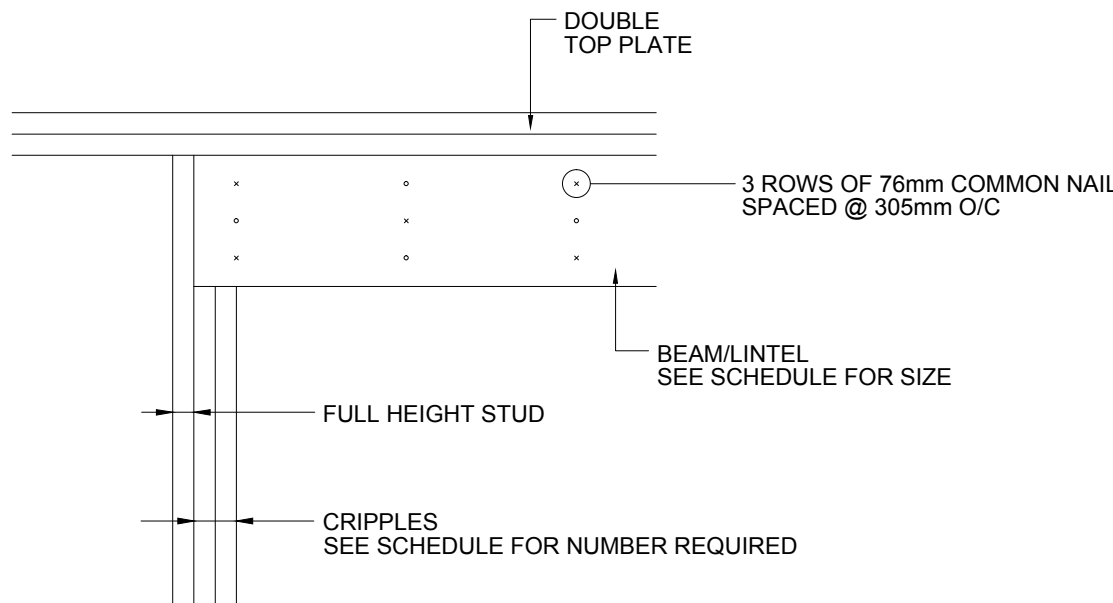 DOUBLE
TOP PLATE
3 ROWS OF 76mm COMMON NAIL
SPACED @ 305mm O/C
BEAM/LINTEL
SEE SCHEDULE FOR SIZE
FULL HEIGHT STUD
CRIPPLES
SEE SCHEDULE FOR NUMBER REQUIRED